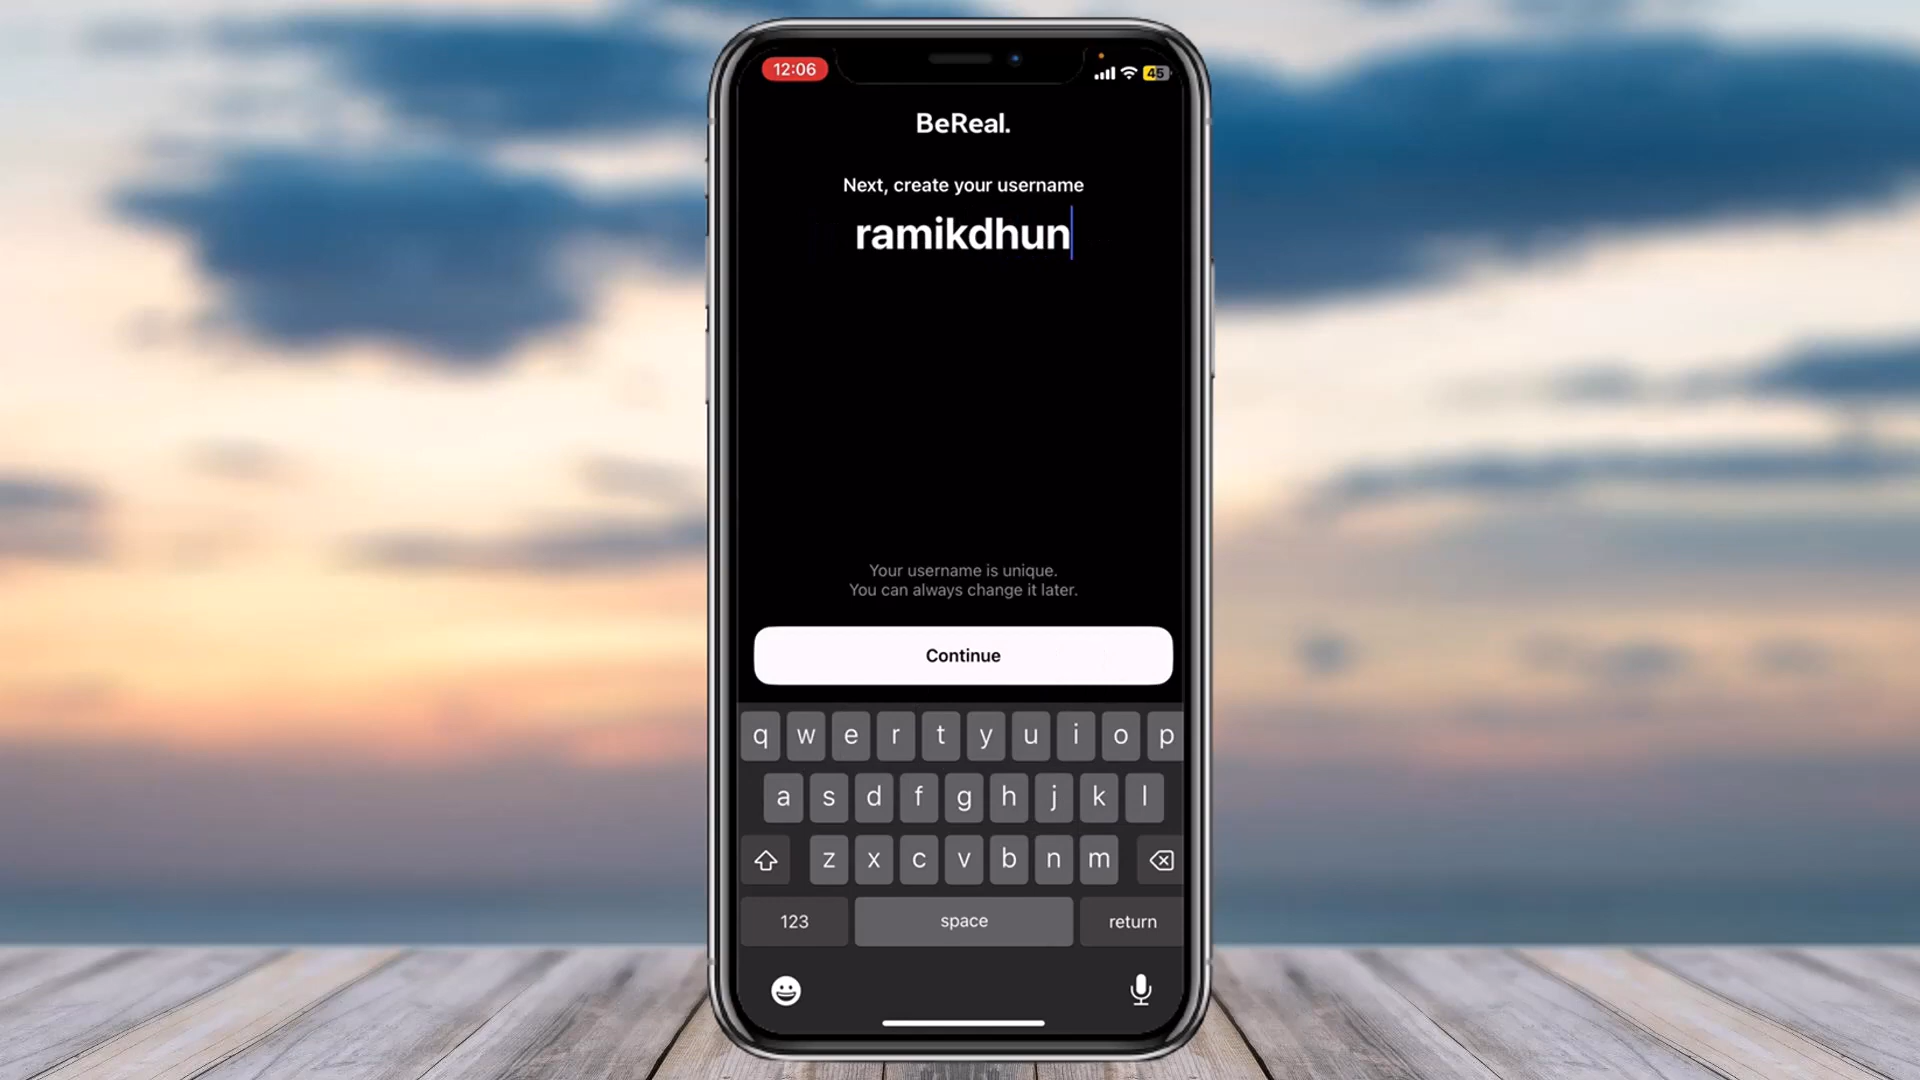 12:06
45
BeReal.
Next, create your username
ramikdhun
Your username is unique.
You can always change it later.
Continue
q w e r t y u i o p
a s d f g h j k l
z x c v b n m
123 space return